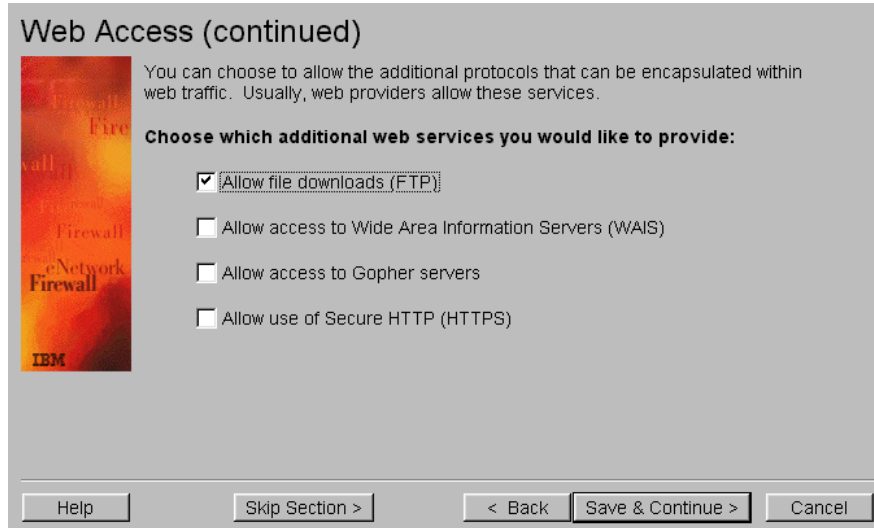 Web Access (continued)
You can choose to allow the additional protocols that can be encapsulated within
web traffic. Usually, web providers allow these services.
Choose which additional web services you would like to provide:
Allow file downloads (FTP)
Allow access to Wide Area Information Servers (WAIS)
Allow access to Gopher servers
Allow use of Secure HTTP (HTTPS)
Firewall
Fire
wall
Firewall
Firewall
eNetwork
Firewall
IBM
Help
Skip Section >
< Back
Save & Continue >
Cancel